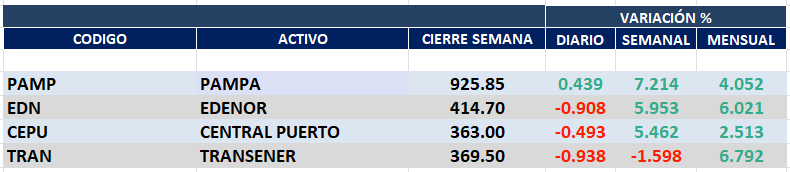 VARIACIÓN %
CODIGO ACTIVO CIERRE SEMANA DIARIO SEMANAL MENSUAL
PAMP PAMPA 925.85 0.439 7.214 4.052
EDN EDENOR 414.70 -0.908 5.953 6.021
CEPU CENTRAL PUERTO 363.00 -0.493 5.462 2.513
TRAN TRANSENER 369.50 -0.938 -1.598 6.792